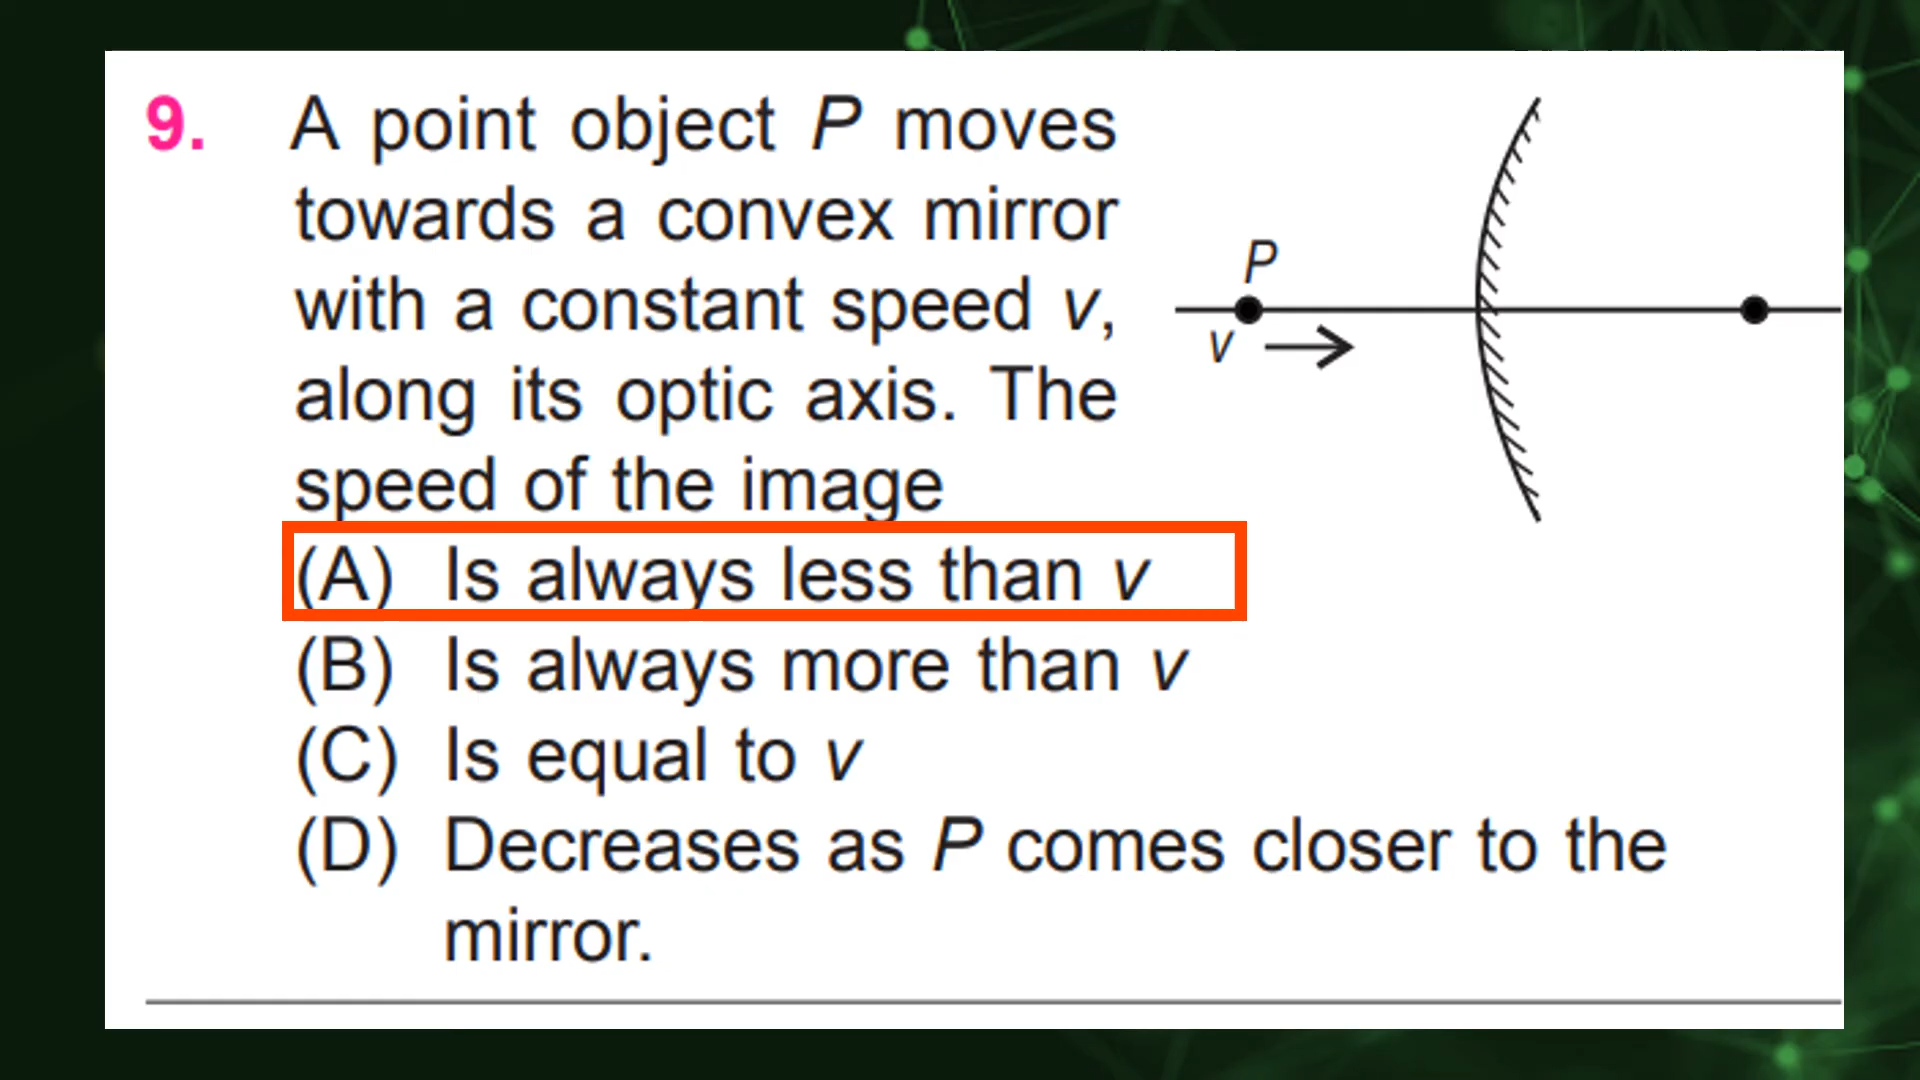 9. A point object P moves
towards a convex mirror
with a constant speed v,
along its optic axis. The
speed of the image
P
v
(A) Is always less than v
(B) Is always more than v
(C) Is equal to v
(D) Decreases as P comes closer to the
mirror.